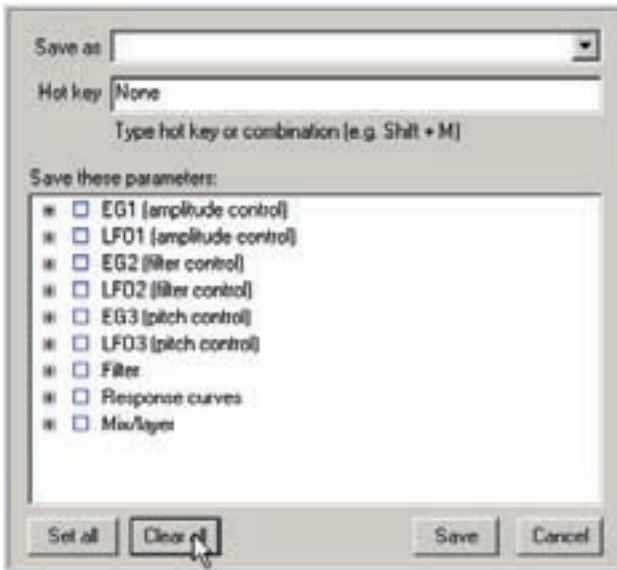 Save as
Hot key None
Type hot key or combination (e.g. Shift + M)
Save these parameters:
EG1 (amplitude control)
LFO1 (amplitude control)
EG2 (filter control)
LFO2 (filter control)
EG3 (pitch control)
LFO3 (pitch control)
Filter
Response curves
Mix/layer
Set all Clear all Save Cancel